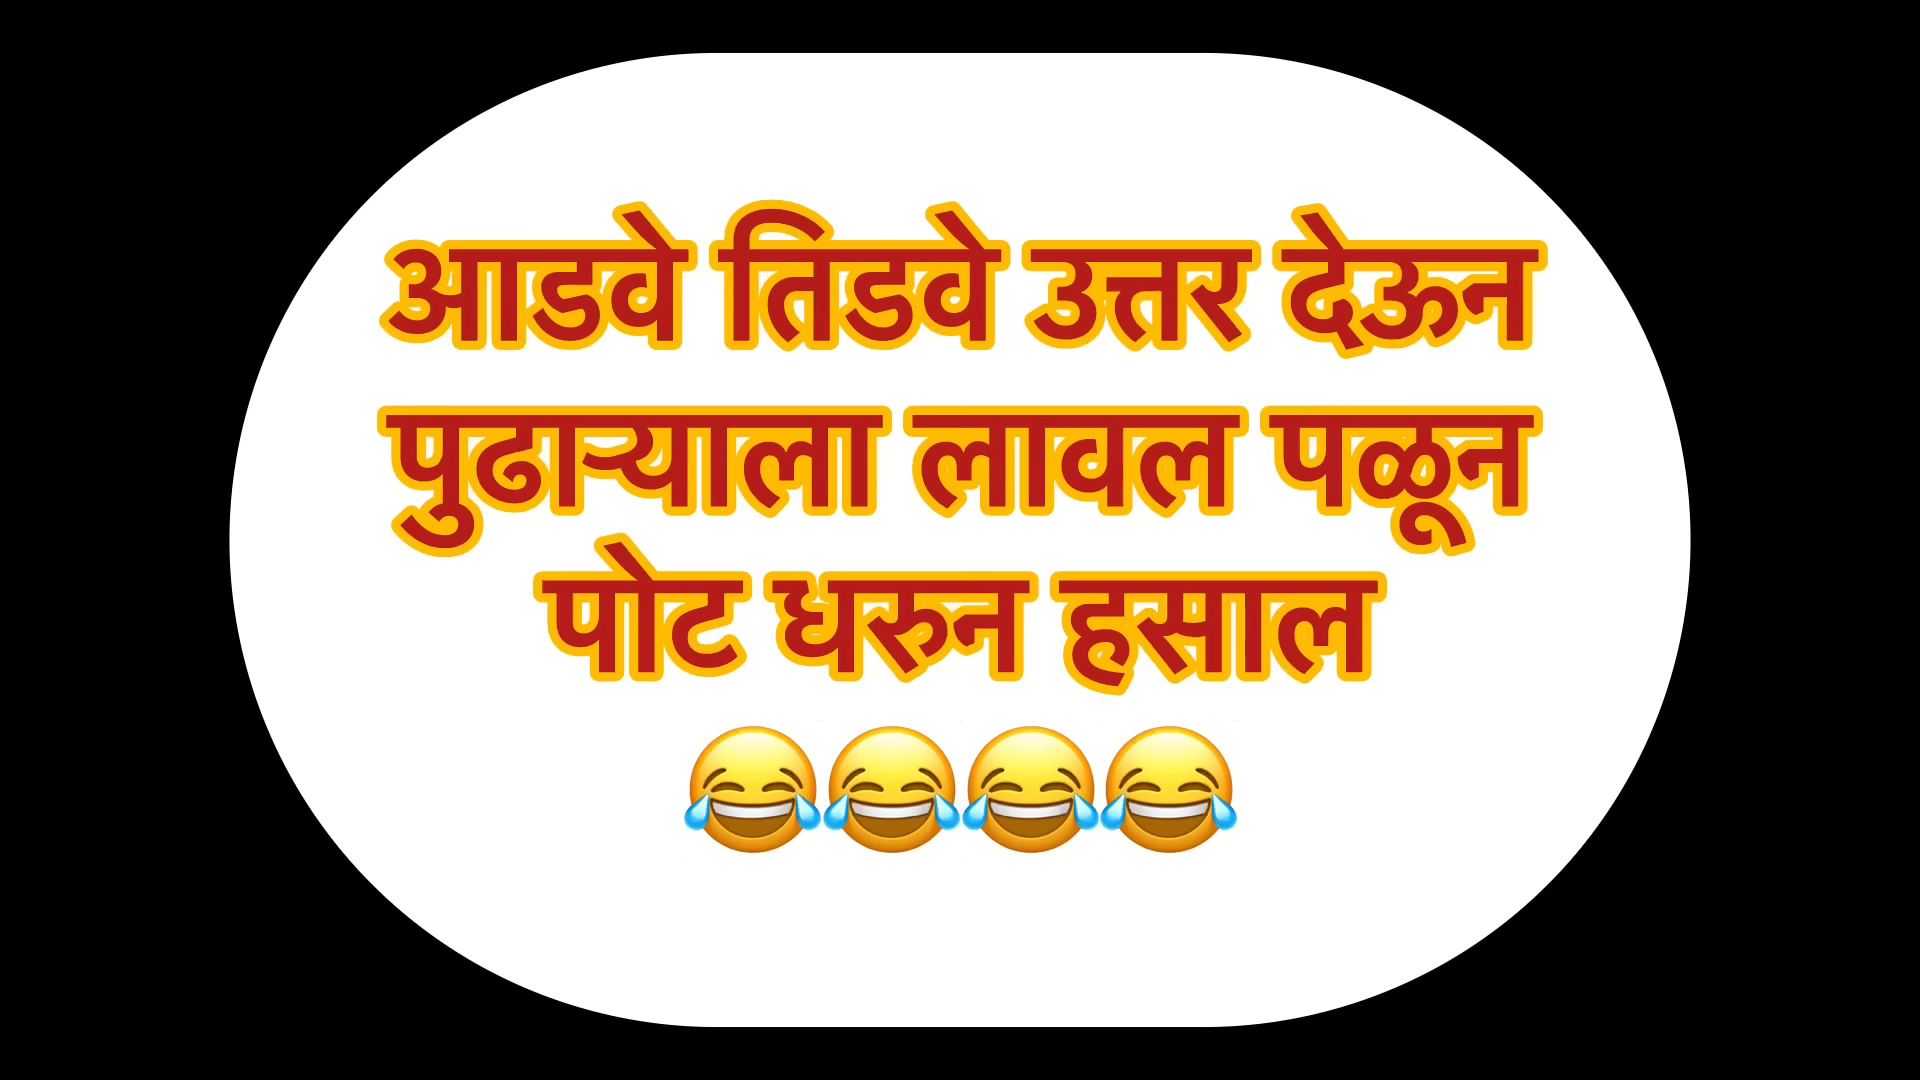 आडवे तिडवे उत्तर देऊन
पुढाऱ्याला लावल पळून
पोट धरुन हसाल
😂😂😂😂